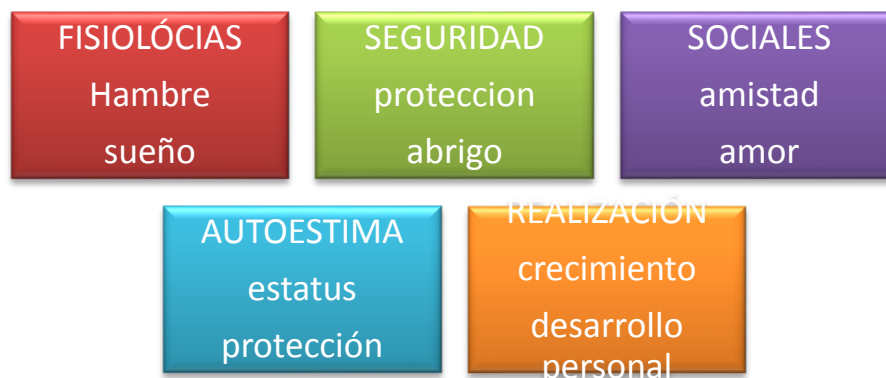 FISIOLÓCIAS
Hambre
sueño
SEGURIDAD
proteccion
abrigo
SOCIALES
amistad
amor
AUTOESTIMA
estatus
protección
REALIZACIÓN
crecimiento
desarrollo
personal